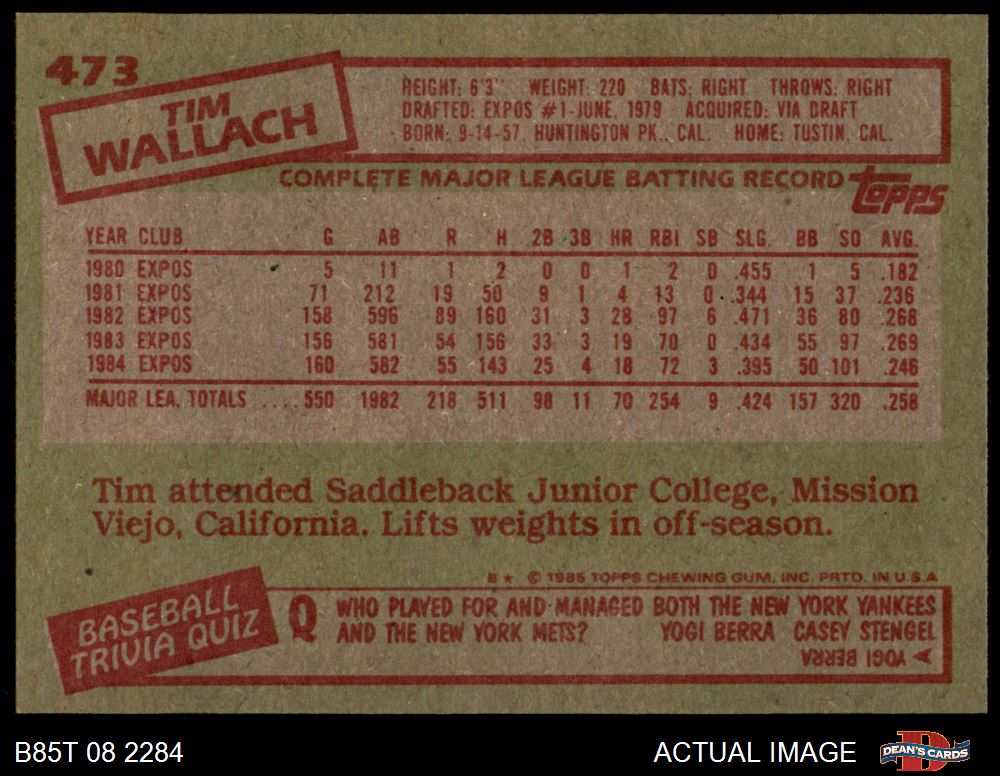 473
TIM
WALLACH
HEIGHT: 6'3" WEIGHT: 220 BATS: RIGHT THROWS: RIGHT
DRAFTED: EXPOS #1-JUNE, 1979 ACQUIRED: VIA DRAFT
BORN: 9-14-57, HUNTINGTON PK., CAL. HOME: TUSTIN, CAL.
COMPLETE MAJOR LEAGUE BATTING RECORD topps
YEAR CLUB G AB R H 2B 3B HR RBI SB SLG. BB SO AVG.
1980 EXPOS 5 11 1 2 0 0 1 2 0 .455 1 5 .182
1981 EXPOS 71 212 19 50 9 1 4 13 0 .344 15 37 .236
1982 EXPOS 158 596 89 160 31 3 28 97 6 .471 36 80 .268
1983 EXPOS 156 581 54 156 33 3 19 70 0 .434 55 97 .269
1984 EXPOS 160 582 55 143 25 4 18 72 3 .395 50 101 .246
MAJOR LEA. TOTALS .... 550 1982 218 511 98 11 70 254 9 .424 157 320 .258
Tim attended Saddleback Junior College, Mission
Viejo, California. Lifts weights in off-season.
B* © 1985 TOPPS CHEWING GUM, INC. PRTD. IN U.S.A
BASEBALL
TRIVIA QUIZ
Q WHO PLAYED FOR AND MANAGED BOTH THE NEW YORK YANKEES
AND THE NEW YORK METS? YOGI BERRA CASEY STENGEL
YOGI BERRA
B85T 08 2284
ACTUAL IMAGE
D
DEAN'S CARDS